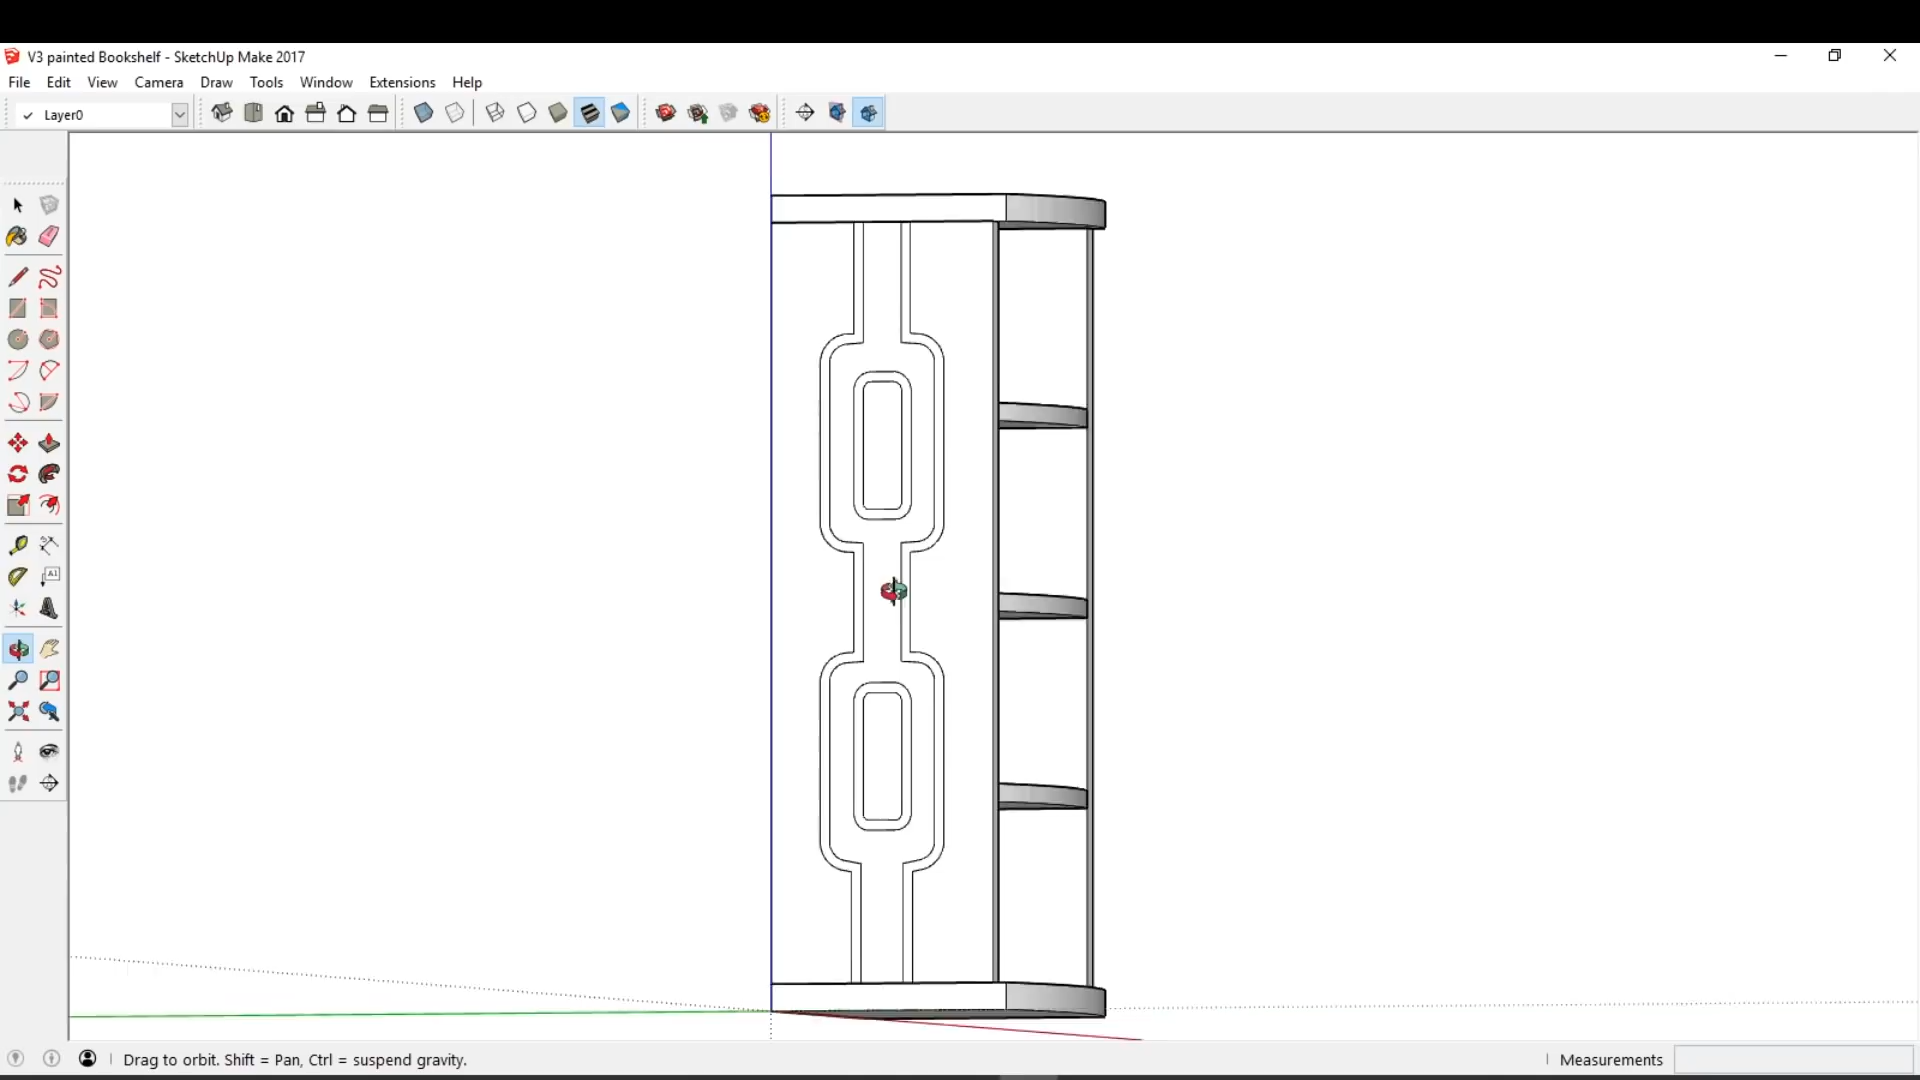 V3 painted Bookshelf - SketchUp Make 2017
File Edit View Camera Draw Tools Window Extensions Help
Layer0
A1
Drag to orbit. Shift = Pan, Ctrl = suspend gravity.
Measurements